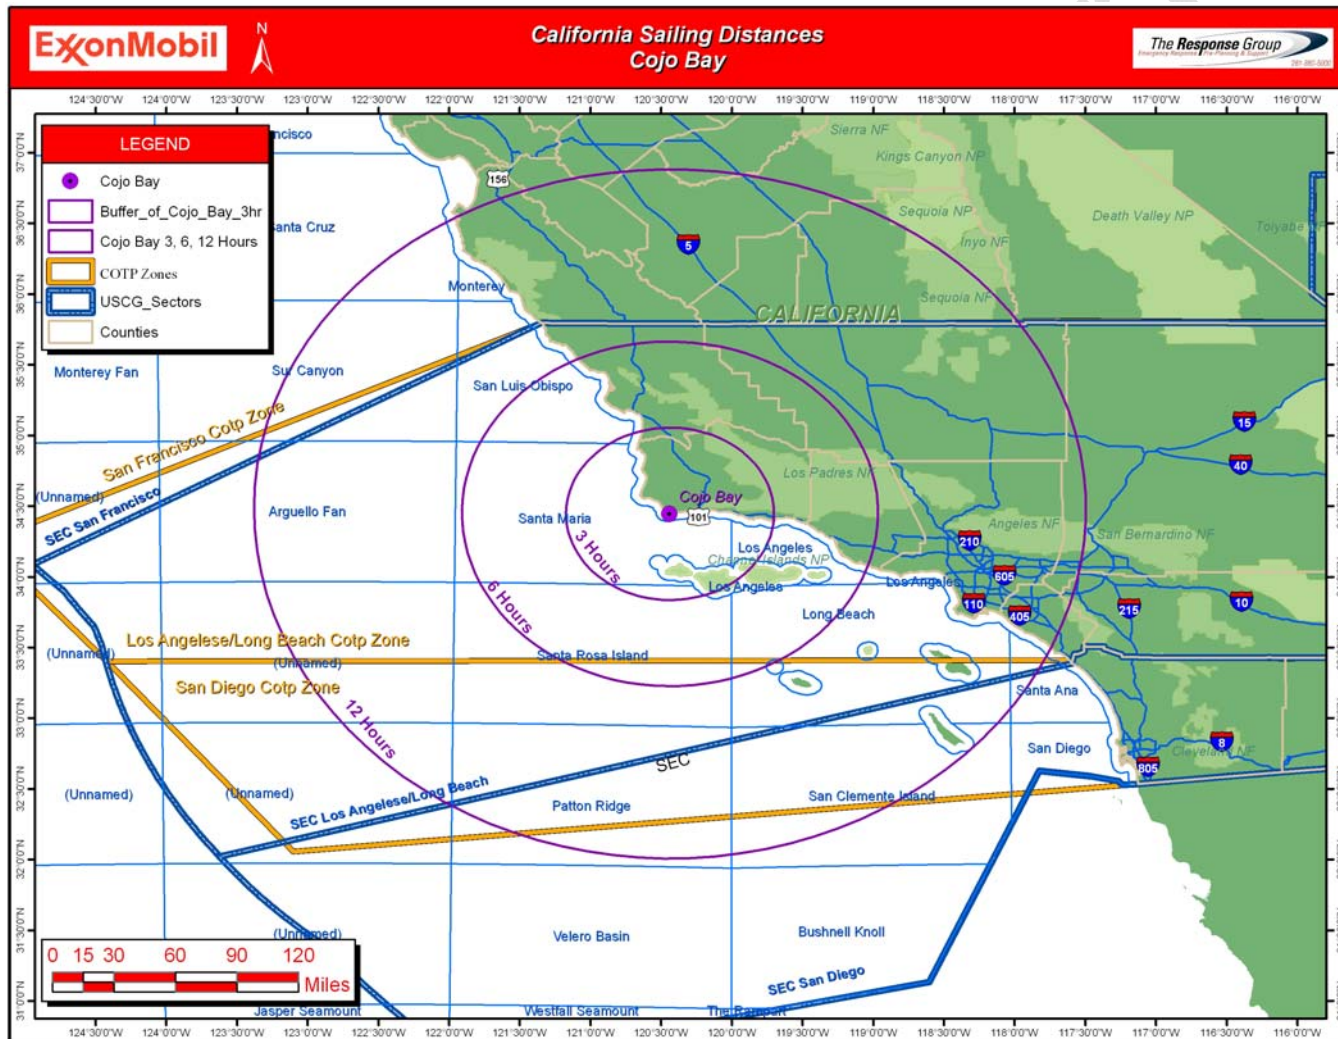 ExxonMobil
N
California Sailing Distances
Cojo Bay
The Response Group
Emergency Response, Pre-Planning & Support
281-880-5000
124°30'0"W 124°0'0"W 123°30'0"W 123°0'0"W 122°30'0"W 122°0'0"W 121°30'0"W 121°0'0"W 120°30'0"W 120°0'0"W 119°30'0"W 119°0'0"W 118°30'0"W 118°0'0"W 117°30'0"W 117°0'0"W 116°30'0"W 116°0'0"W
LEGEND
Cojo Bay
Buffer_of_Cojo_Bay_3hr
Cojo Bay 3, 6, 12 Hours
COTP Zones
USCG_Sectors
Counties
37°0'0"N
36°30'0"N
36°0'0"N
35°30'0"N
35°0'0"N
34°30'0"N
34°0'0"N
33°30'0"N
33°0'0"N
32°30'0"N
32°0'0"N
31°30'0"N
31°0'0"N
ncisco
anta Cruz
156
5
Sierra NF
Kings Canyon NP
Sequoia NP
Inyo NF
Death Valley NP
Toiyabe NF
Sequoia NF
Monterey
CALIFORNIA
Monterey Fan
Sur Canyon
San Luis Obispo
San Francisco Cotp Zone
SEC San Francisco
(Unnamed)
Arguello Fan
Santa Maria
Cojo Bay
101
Los Padres NF
15
40
Angeles NF
San Bernardino NF
210
605
110
405
215
10
3 Hours
Los Angeles
Channel Islands NP
Los Angeles
Los Angeles
6 Hours
Long Beach
Los Angelese/Long Beach Cotp Zone
(Unnamed)
(Unnamed)
Santa Rosa Island
San Diego Cotp Zone
12 Hours
Santa Ana
San Diego
8
Cleveland NF
805
SEC
SEC Los Angelese/Long Beach
(Unnamed)
(Unnamed)
Patton Ridge
San Clemente Island
(Unnamed)
Velero Basin
Bushnell Knoll
SEC San Diego
0 15 30 60 90 120
Miles
Jasper Seamount
Westfall Seamount
The Rampart
124°30'0"W 124°0'0"W 123°30'0"W 123°0'0"W 122°30'0"W 122°0'0"W 121°30'0"W 121°0'0"W 120°30'0"W 120°0'0"W 119°30'0"W 119°0'0"W 118°30'0"W 118°0'0"W 117°30'0"W 117°0'0"W 116°30'0"W 116°0'0"W